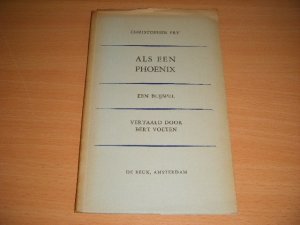 CHRISTOPHER FRY
ALS EEN
PHOENIX
EEN BLIJSPEL
VERTAALD DOOR
BERT VOETEN
DE BEUK, AMSTERDAM